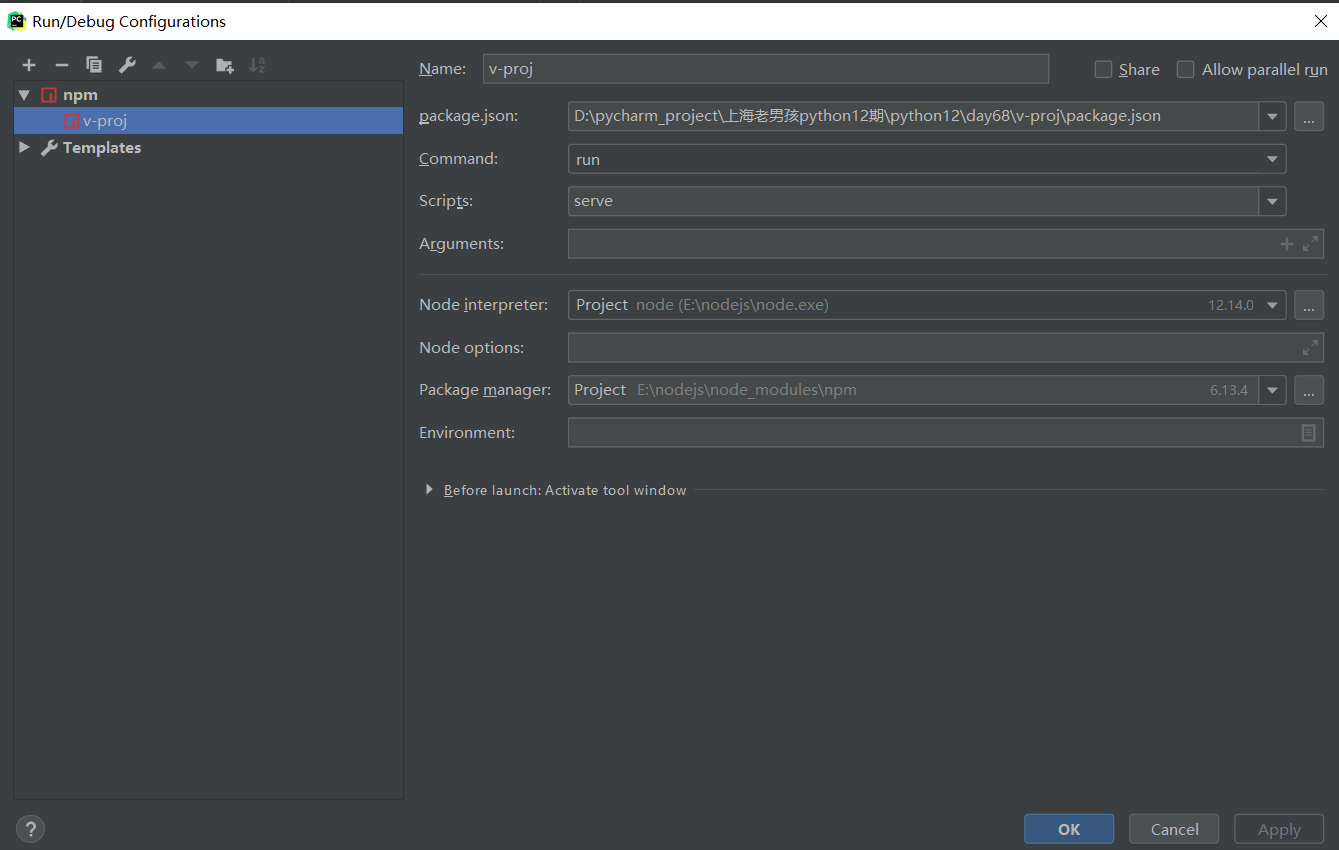 Run/Debug Configurations
npm
v-proj
Templates
Name: v-proj Share Allow parallel run
package.json: D:\pycharm_project\上海老男孩python12期\python12\day68\v-proj\package.json ...
Command: run
Scripts: serve
Arguments:
Node interpreter: Project node (E:\nodejs\node.exe) 12.14.0 ...
Node options:
Package manager: Project E:\nodejs\node_modules\npm 6.13.4 ...
Environment:
Before launch: Activate tool window
? OK Cancel Apply